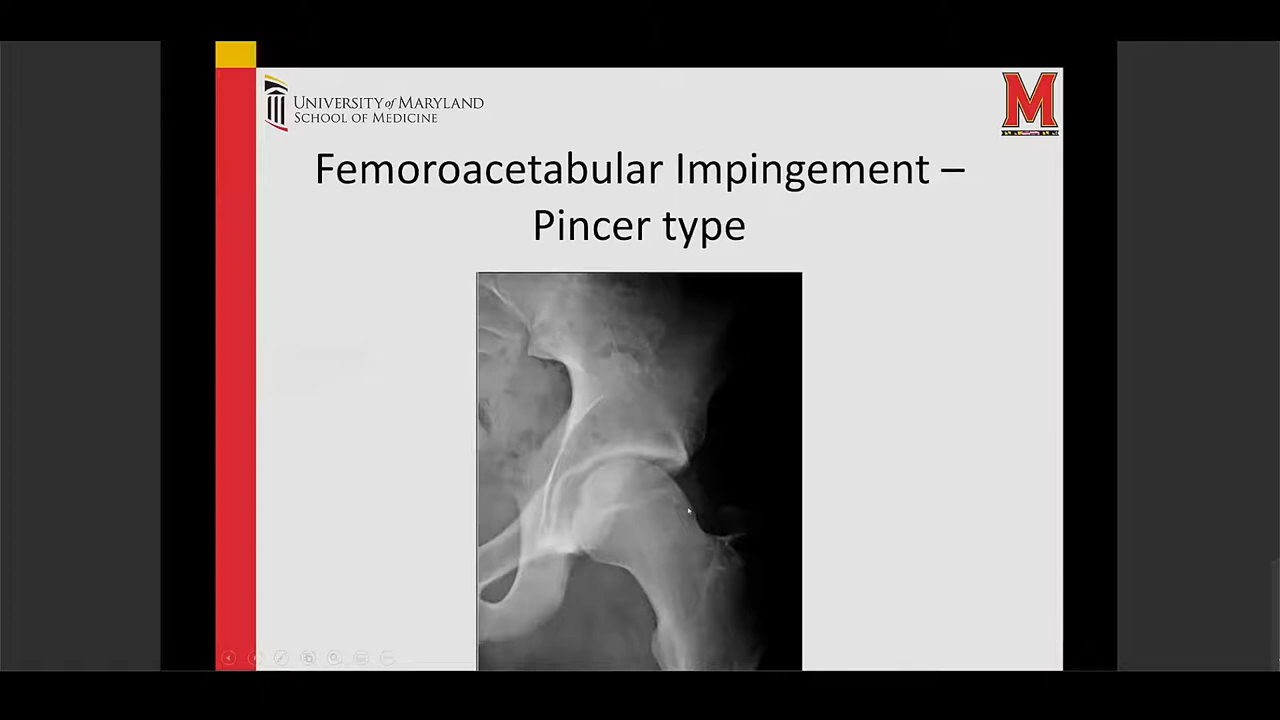 UNIVERSITY of MARYLAND
SCHOOL OF MEDICINE
M
Femoroacetabular Impingement –
Pincer type